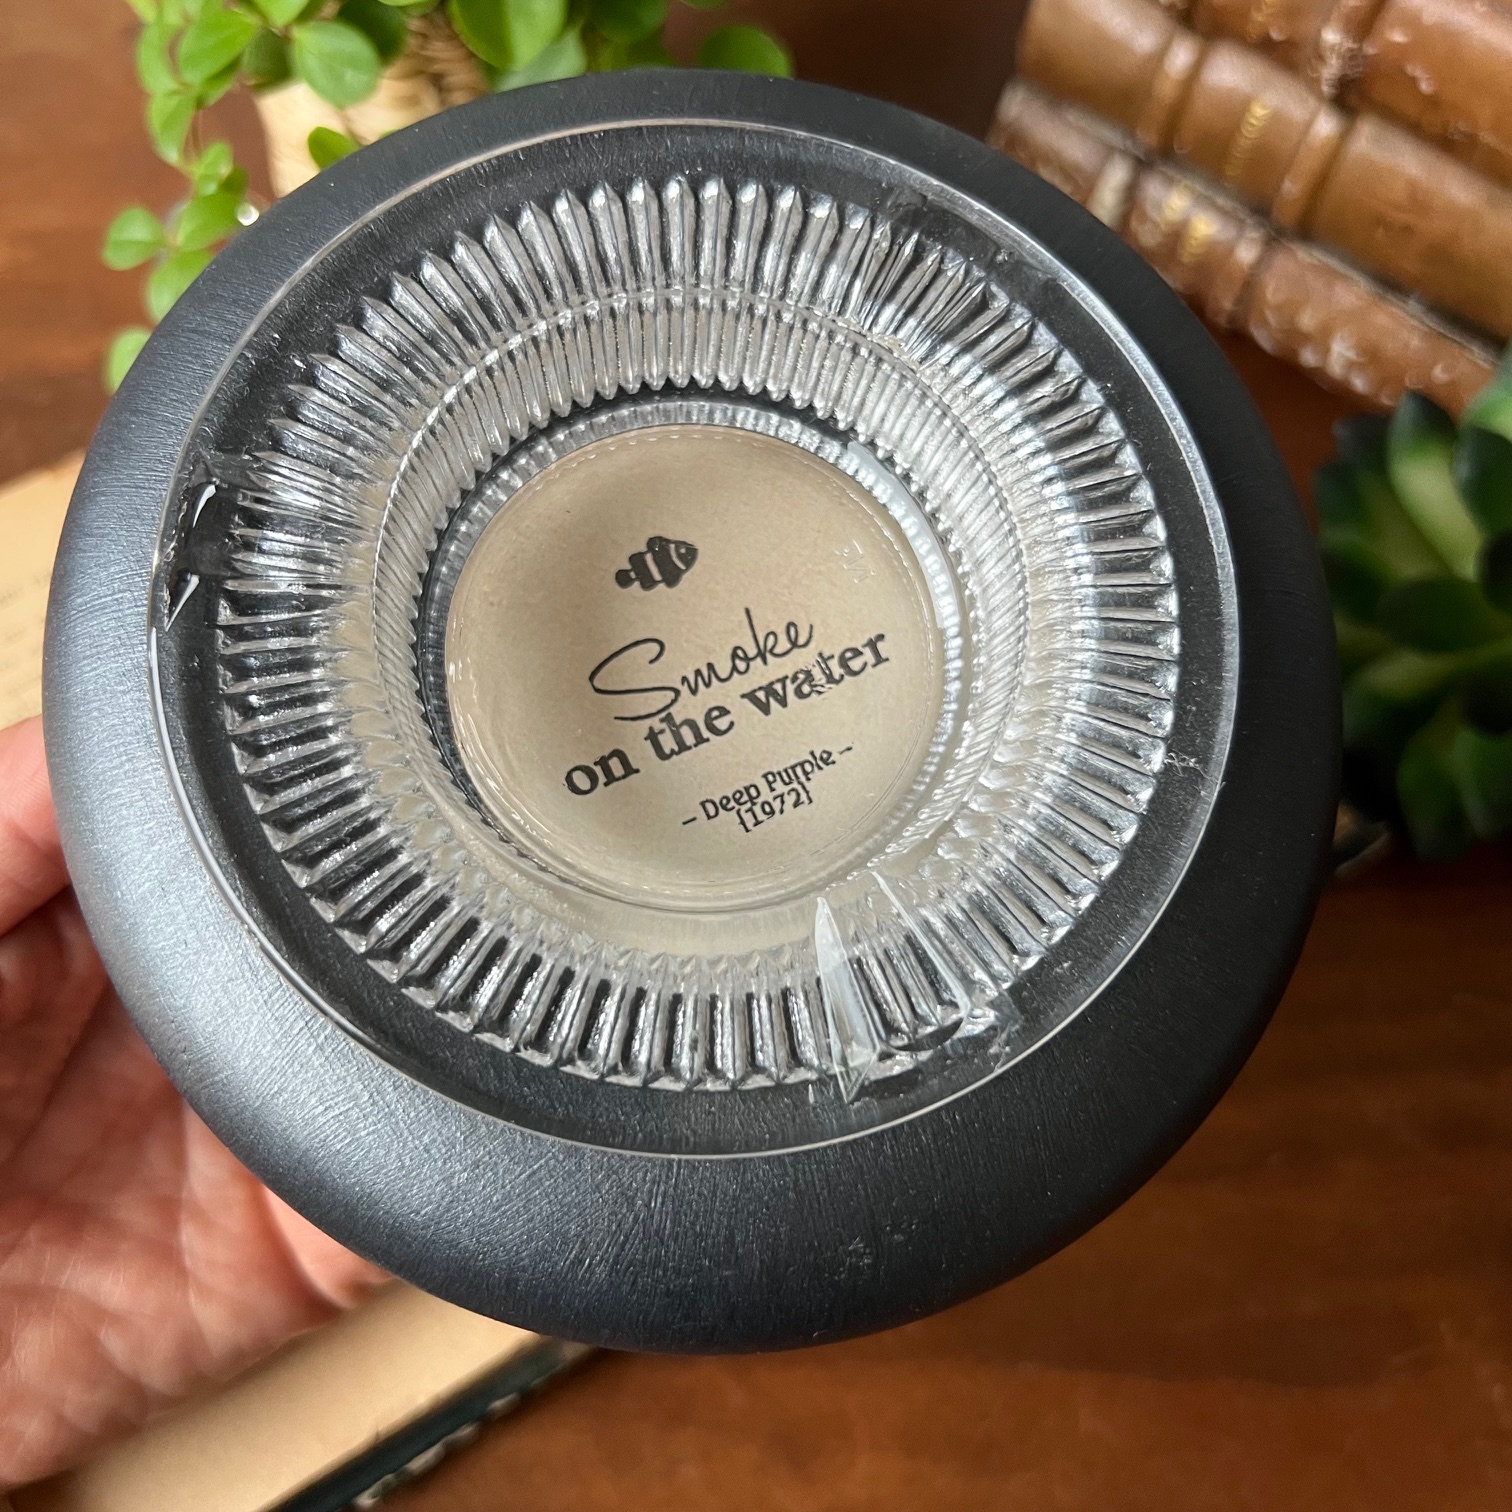 Smoke
on the water
- Deep Purple -
[1972]